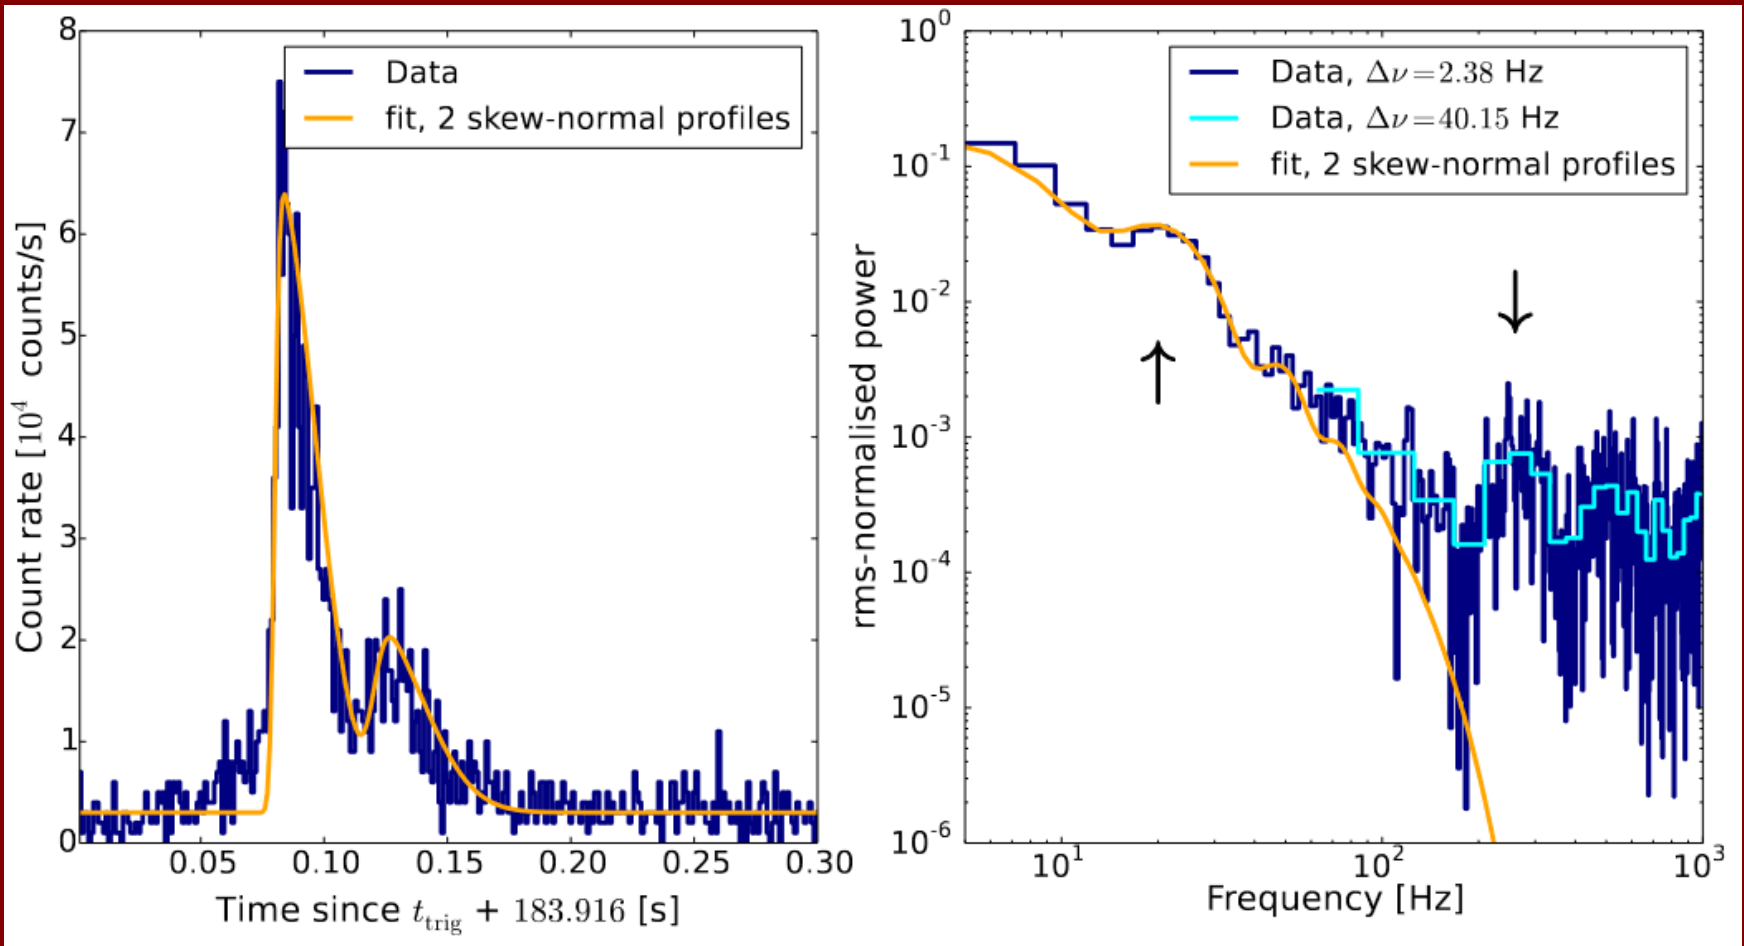 8
7
6
5
4
3
2
1
0
Count rate [10⁴ counts/s]
Data
fit, 2 skew-normal profiles
0.05 0.10 0.15 0.20 0.25 0.30
Time since t_trig + 183.916 [s]
10⁰
10⁻¹
10⁻²
10⁻³
10⁻⁴
10⁻⁵
10⁻⁶
rms-normalised power
Data, Δν=2.38 Hz
Data, Δν=40.15 Hz
fit, 2 skew-normal profiles
10¹ 10² 10³
Frequency [Hz]